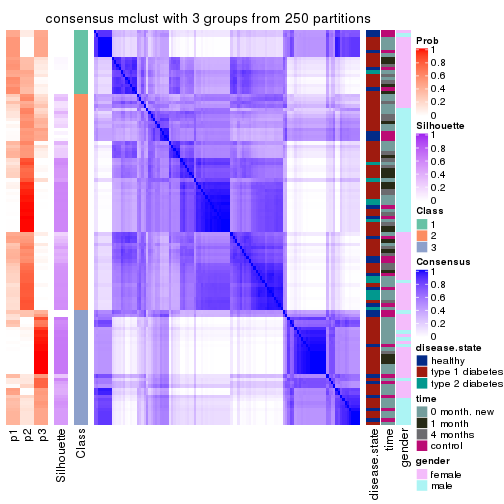 consensus mclust with 3 groups from 250 partitions
Prob
1
0.8
0.6
0.4
0.2
0
Silhouette
1
0.8
0.6
0.4
0.2
0
Class
1
2
3
Consensus
1
0.8
0.6
0.4
0.2
0
disease.state
healthy
type 1 diabetes
type 2 diabetes
time
0 month, new
1 month
4 months
control
gender
female
male
p1
p2
p3
Silhouette
Class
disease.state
time
gender